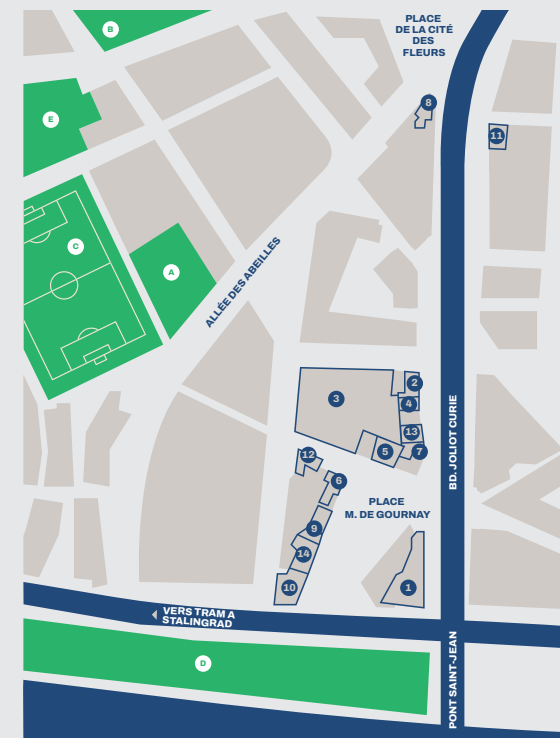 PLACE
DE LA CITÉ
DES
FLEURS
B
8
E
11
C
A
ALLÉE DES ABEILLES
2
3
4
13
BD. JOLIOT CURIE
5
7
12
6
PLACE
M. DE GOURNAY
9
14
10
1
VERS TRAM A
STALINGRAD
D
PONT SAINT-JEAN